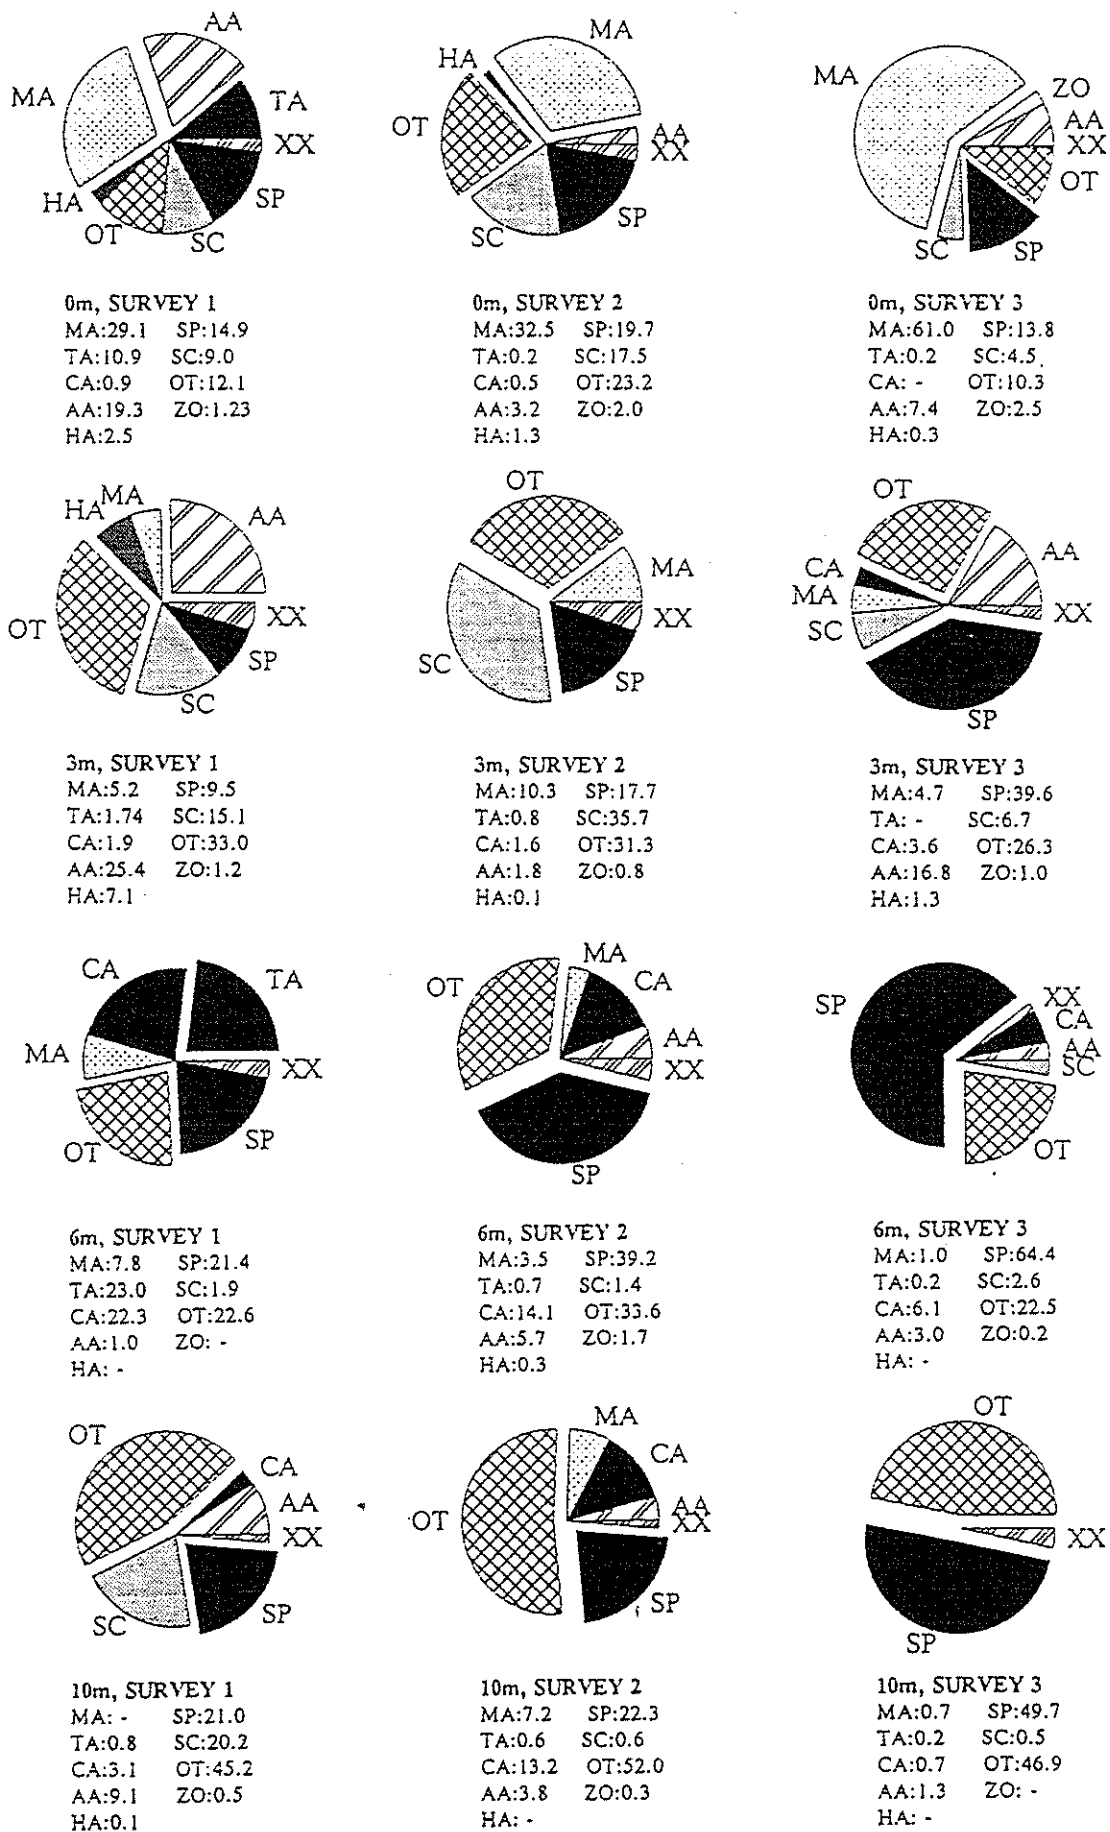 AA
MA
TA
XX
HA
SP
OT
SC
0m, SURVEY 1
MA:29.1 SP:14.9
TA:10.9 SC:9.0
CA:0.9 OT:12.1
AA:19.3 ZO:1.23
HA:2.5
MA
HA
OT
AA
XX
SP
SC
0m, SURVEY 2
MA:32.5 SP:19.7
TA:0.2 SC:17.5
CA:0.5 OT:23.2
AA:3.2 ZO:2.0
HA:1.3
MA
ZO
AA
XX
OT
SC
SP
0m, SURVEY 3
MA:61.0 SP:13.8
TA:0.2 SC:4.5
CA: - OT:10.3
AA:7.4 ZO:2.5
HA:0.3
MA
HA
AA
OT
XX
SP
SC
3m, SURVEY 1
MA:5.2 SP:9.5
TA:1.74 SC:15.1
CA:1.9 OT:33.0
AA:25.4 ZO:1.2
HA:7.1
OT
MA
XX
SC
SP
3m, SURVEY 2
MA:10.3 SP:17.7
TA:0.8 SC:35.7
CA:1.6 OT:31.3
AA:1.8 ZO:0.8
HA:0.1
OT
AA
CA
MA
XX
SC
SP
3m, SURVEY 3
MA:4.7 SP:39.6
TA: - SC:6.7
CA:3.6 OT:26.3
AA:16.8 ZO:1.0
HA:1.3
CA
TA
MA
XX
OT
SP
6m, SURVEY 1
MA:7.8 SP:21.4
TA:23.0 SC:1.9
CA:22.3 OT:22.6
AA:1.0 ZO: -
HA: -
MA
OT
CA
AA
XX
SP
6m, SURVEY 2
MA:3.5 SP:39.2
TA:0.7 SC:1.4
CA:14.1 OT:33.6
AA:5.7 ZO:1.7
HA:0.3
SP
XX
CA
AA
SC
OT
6m, SURVEY 3
MA:1.0 SP:64.4
TA:0.2 SC:2.6
CA:6.1 OT:22.5
AA:3.0 ZO:0.2
HA: -
OT
CA
AA
XX
SC
SP
10m, SURVEY 1
MA: - SP:21.0
TA:0.8 SC:20.2
CA:3.1 OT:45.2
AA:9.1 ZO:0.5
HA:0.1
MA
CA
OT
AA
XX
SP
10m, SURVEY 2
MA:7.2 SP:22.3
TA:0.6 SC:0.6
CA:13.2 OT:52.0
AA:3.8 ZO:0.3
HA: -
OT
XX
SP
10m, SURVEY 3
MA:0.7 SP:49.7
TA:0.2 SC:0.5
CA:0.7 OT:46.9
AA:1.3 ZO: -
HA: -